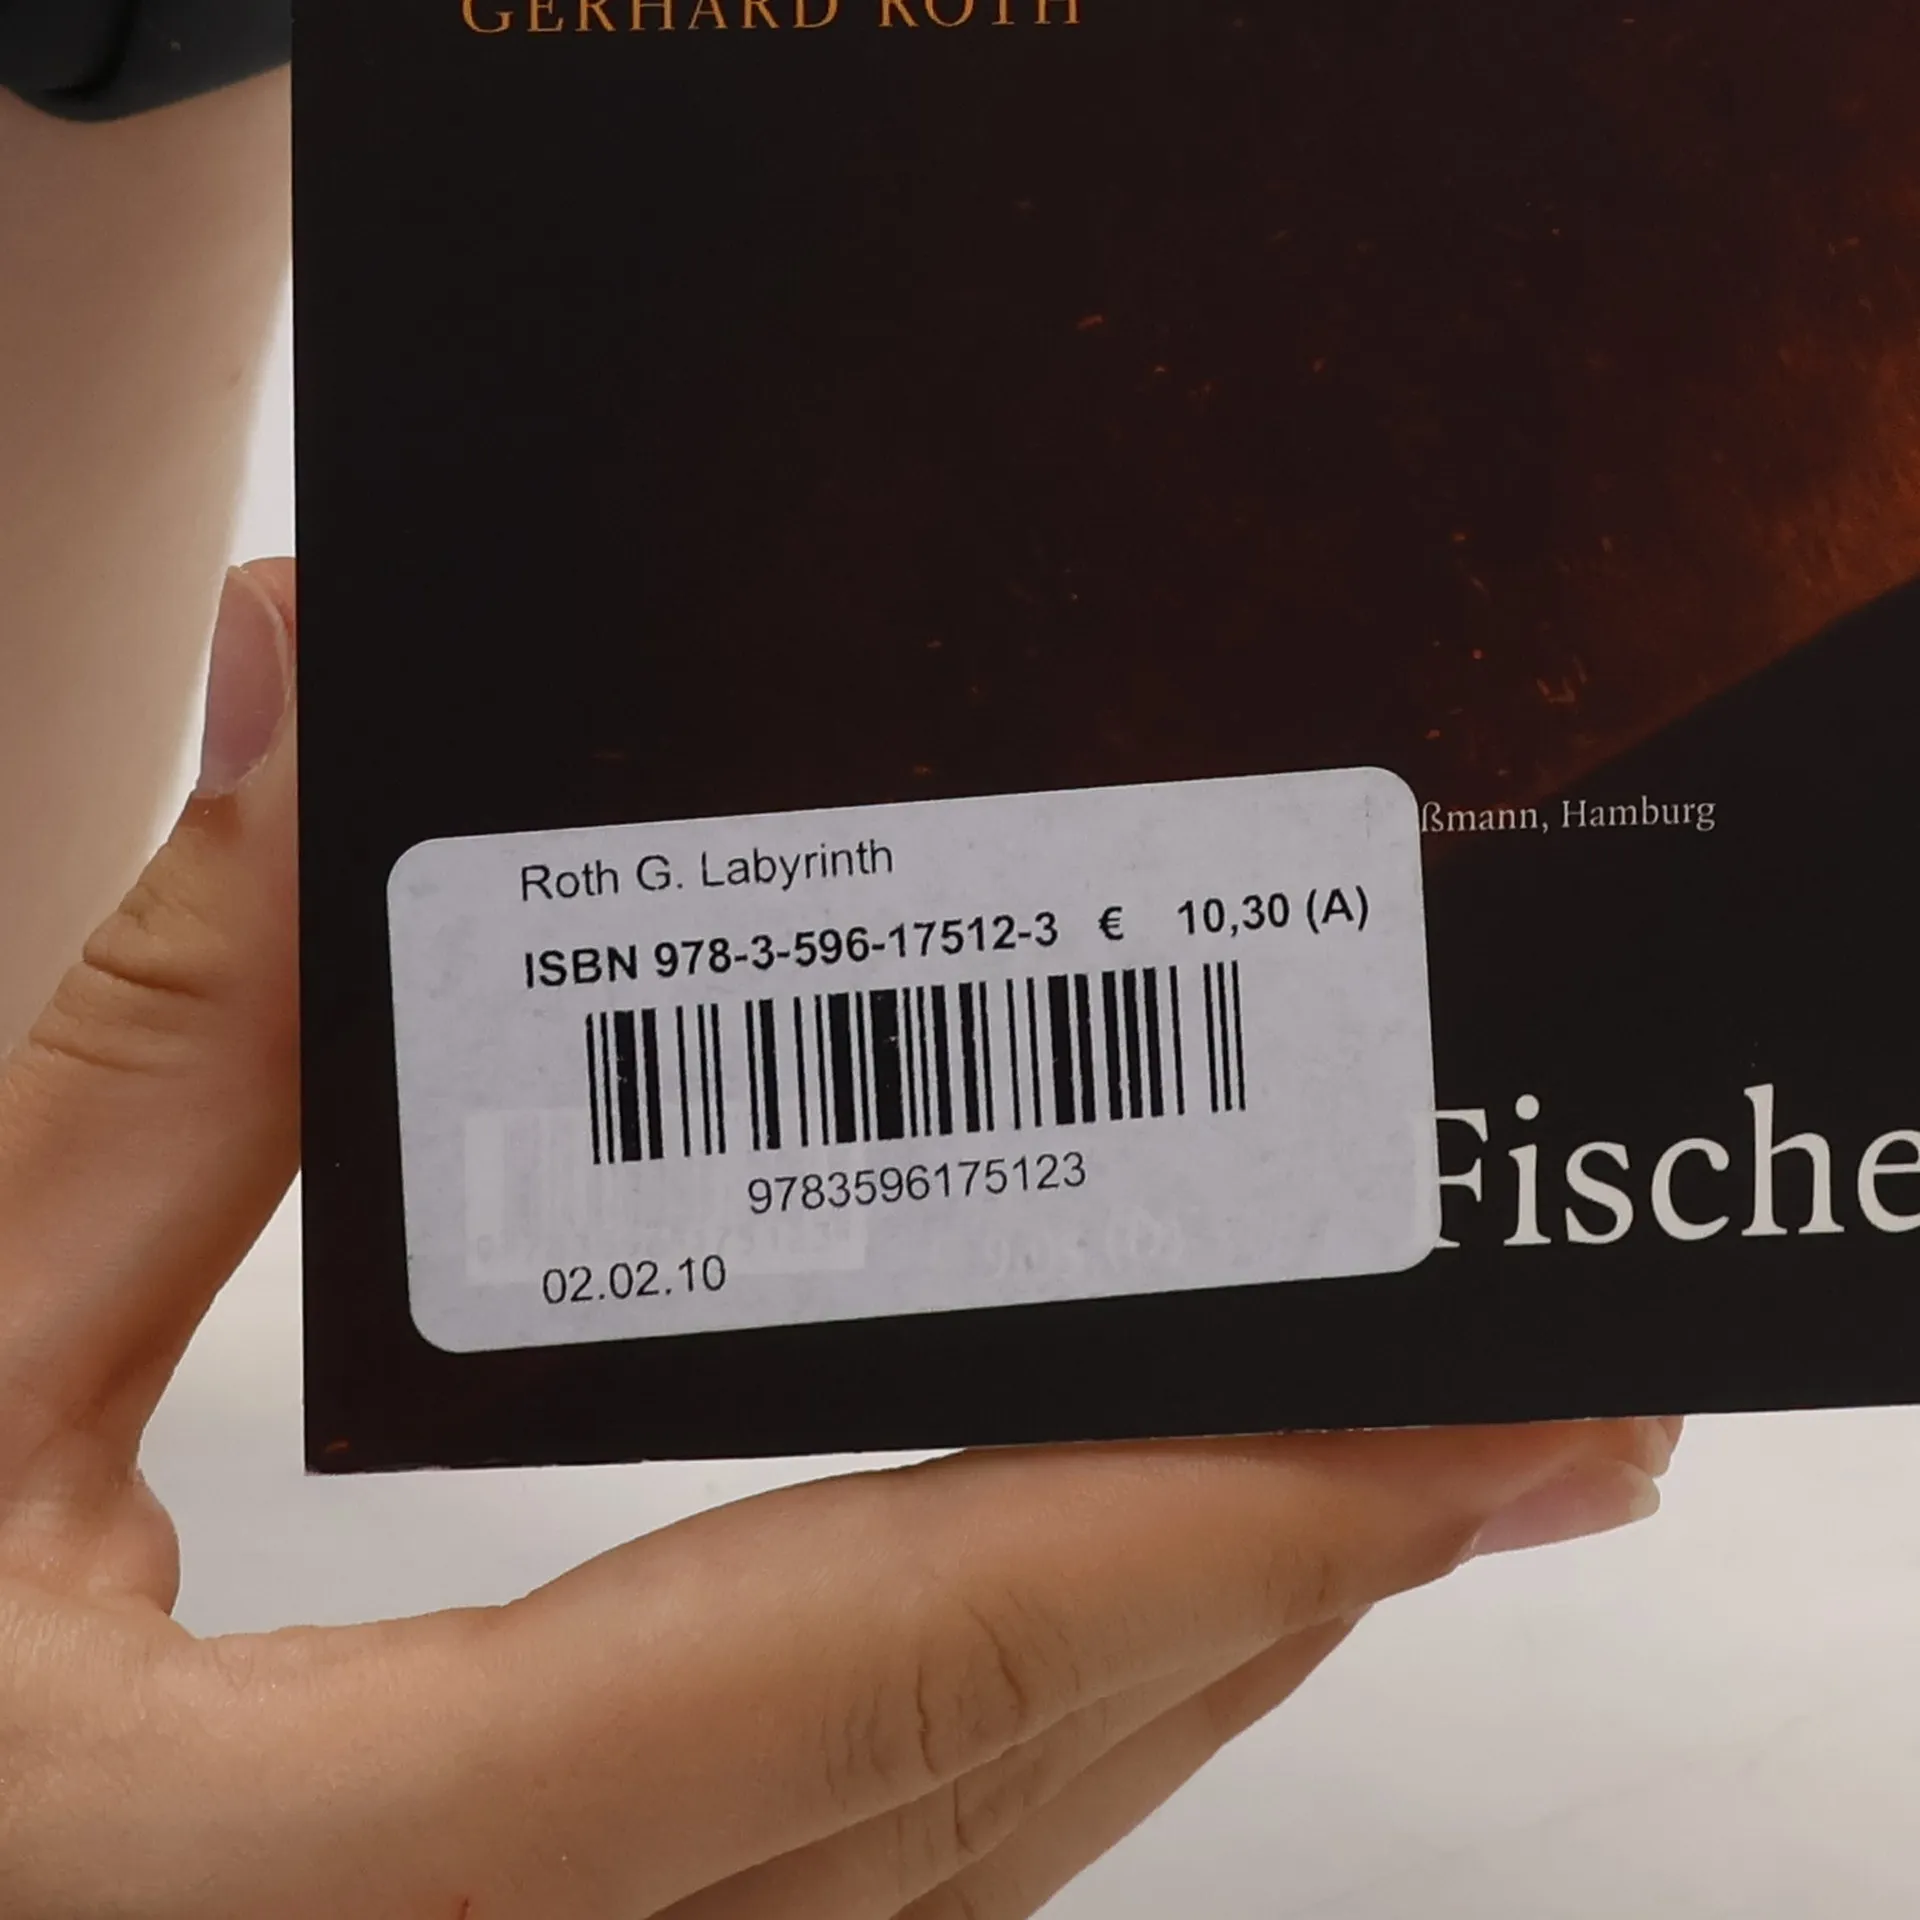 GERHARD ROTH
ßmann, Hamburg
Roth G. Labyrinth
ISBN 978-3-596-17512-3 € 10,30 (A)
9783596175123
02.02.10
Fische